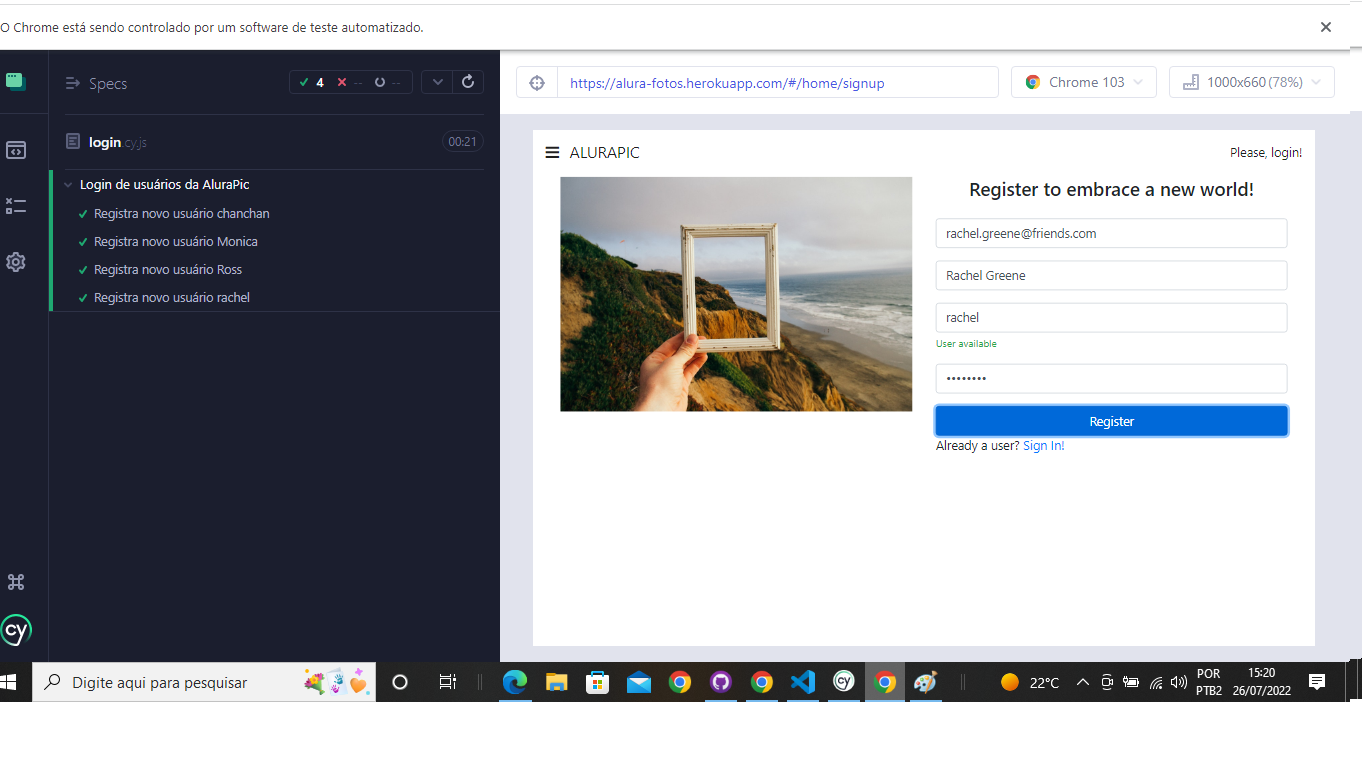 O Chrome está sendo controlado por um software de teste automatizado.
Specs
4
--
--
login cy.js
00:21
Login de usuários da AluraPic
Registra novo usuário chanchan
Registra novo usuário Monica
Registra novo usuário Ross
Registra novo usuário rachel
cy
https://alura-fotos.herokuapp.com/#/home/signup
Chrome 103
1000x660 (78%)
ALURAPIC
Please, login!
Register to embrace a new world!
rachel.greene@friends.com
Rachel Greene
rachel
User available
••••••••
Register
Already a user? Sign In!
Digite aqui para pesquisar
cy
22°C
POR
PTB2
15:20
26/07/2022